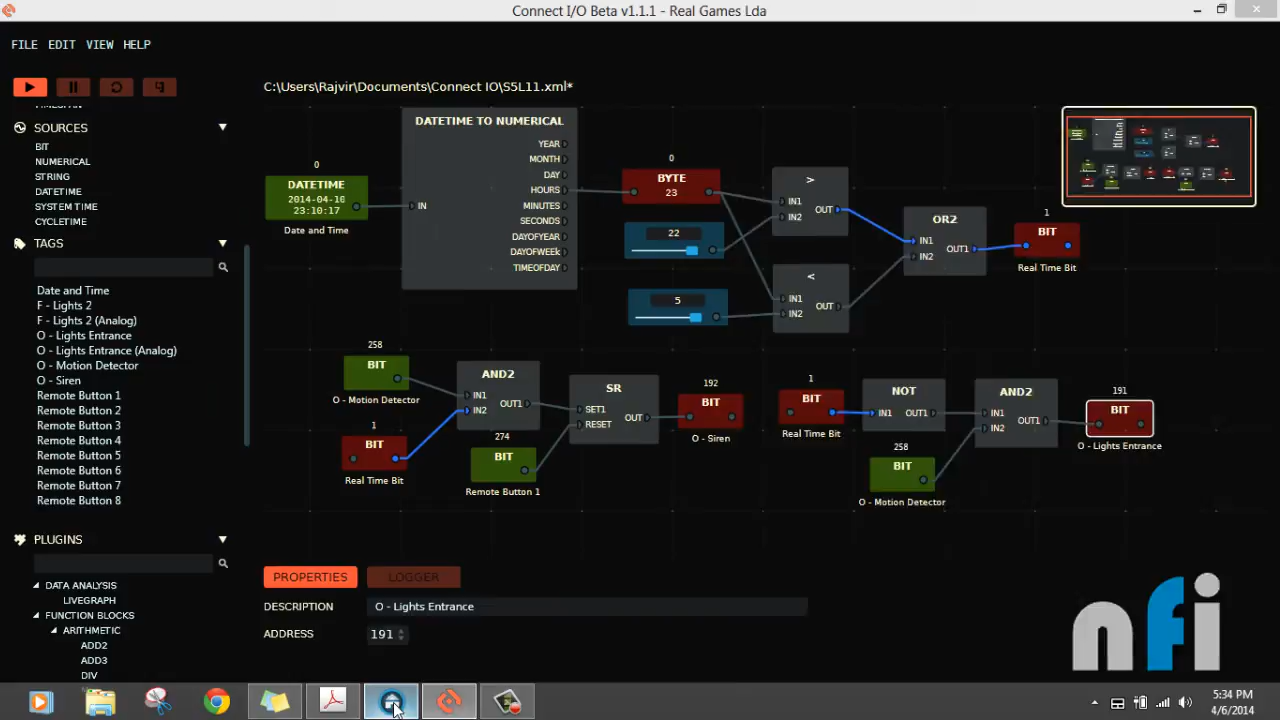 Connect I/O Beta v1.1.1 - Real Games Lda
FILE EDIT VIEW HELP
C:\Users\Rajvir\Documents\Connect IO\S5L11.xml*
SOURCES
BIT
NUMERICAL
STRING
DATETIME
SYSTEM TIME
CYCLETIME
TAGS
Date and Time
F - Lights 2
F - Lights 2 (Analog)
O - Lights Entrance
O - Lights Entrance (Analog)
O - Motion Detector
O - Siren
Remote Button 1
Remote Button 2
Remote Button 3
Remote Button 4
Remote Button 5
Remote Button 6
Remote Button 7
Remote Button 8
PLUGINS
DATA ANALYSIS
LIVEGRAPH
FUNCTION BLOCKS
ARITHMETIC
ADD2
ADD3
DIV
0
DATETIME
2014-04-10
23:10:17
Date and Time
DATETIME TO NUMERICAL
YEAR
MONTH
DAY
HOURS
IN
MINUTES
SECONDS
DAYOFYEAR
DAYOFWEEK
TIMEOFDAY
0
BYTE
23
22
5
>
IN1
IN2
OUT
<
IN1
IN2
OUT
OR2
IN1
IN2
OUT1
1
BIT
Real Time Bit
258
BIT
O - Motion Detector
1
BIT
Real Time Bit
AND2
IN1
IN2
OUT1
274
BIT
Remote Button 1
SR
SET1
RESET
OUT
192
BIT
O - Siren
1
BIT
Real Time Bit
NOT
IN1 OUT1
258
BIT
O - Motion Detector
AND2
IN1
IN2
OUT1
191
BIT
O - Lights Entrance
PROPERTIES LOGGER
DESCRIPTION O - Lights Entrance
ADDRESS 191
nfi
5:34 PM
4/6/2014